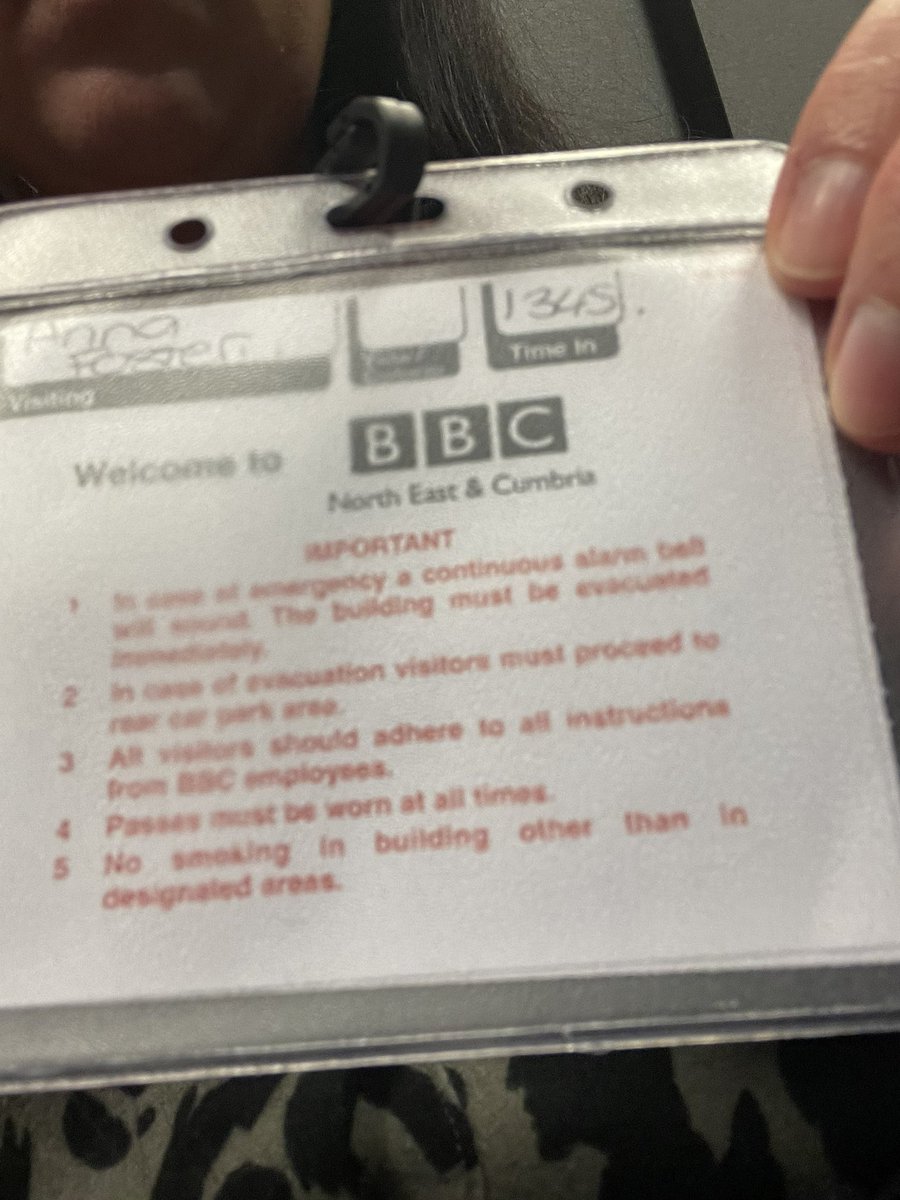 Anna
Foster
1345.
Time In
Visiting
Welcome to
BBC
North East & Cumbria
IMPORTANT
1 In case of emergency a continuous alarm bell
will sound. The building must be evacuated
immediately.
2 In case of evacuation visitors must proceed to
rear car park area.
3 All visitors should adhere to all instructions
from BBC employees.
4 Passes must be worn at all times.
5 No smoking in building other than in
designated areas.